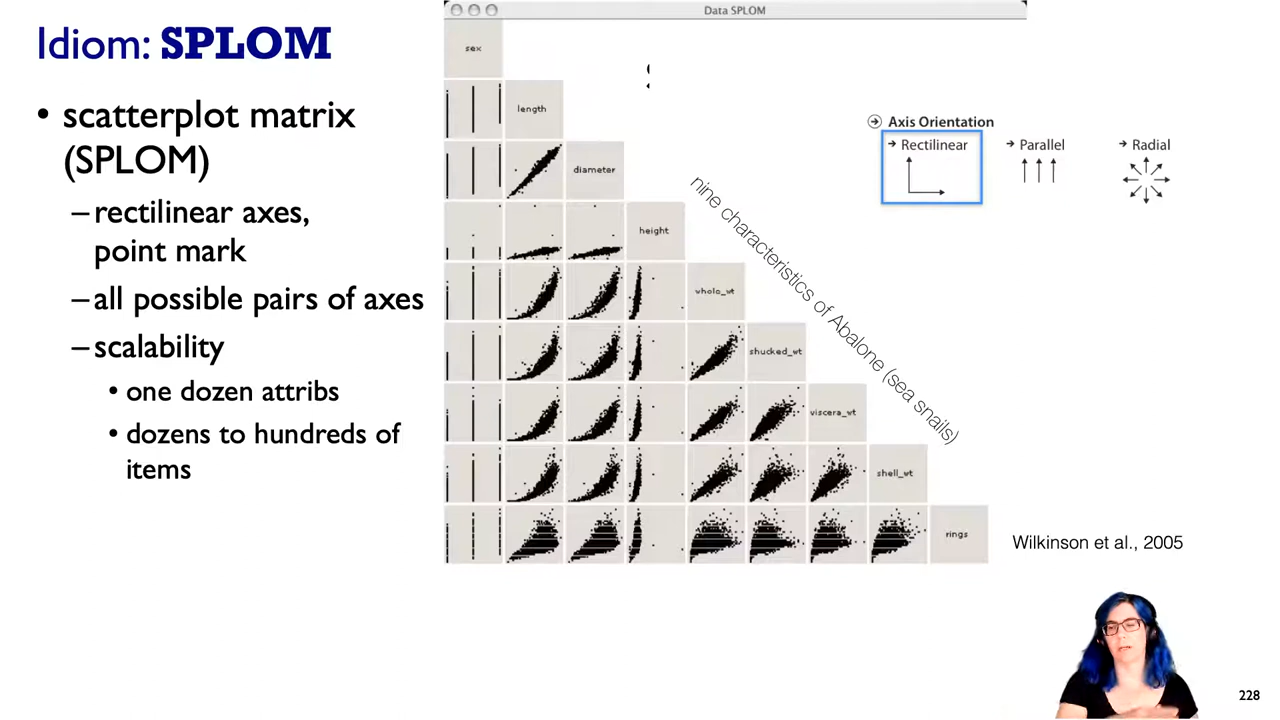 Idiom: SPLOM
• scatterplot matrix
(SPLOM)
– rectilinear axes,
point mark
– all possible pairs of axes
– scalability
• one dozen attribs
• dozens to hundreds of
items
Data SPLOM
sex
length
diameter
height
whole_wt
shucked_wt
viscera_wt
shell_wt
rings
nine characteristics of Abalone (sea snails)
Axis Orientation
Rectilinear
Parallel
Radial
Wilkinson et al., 2005
228